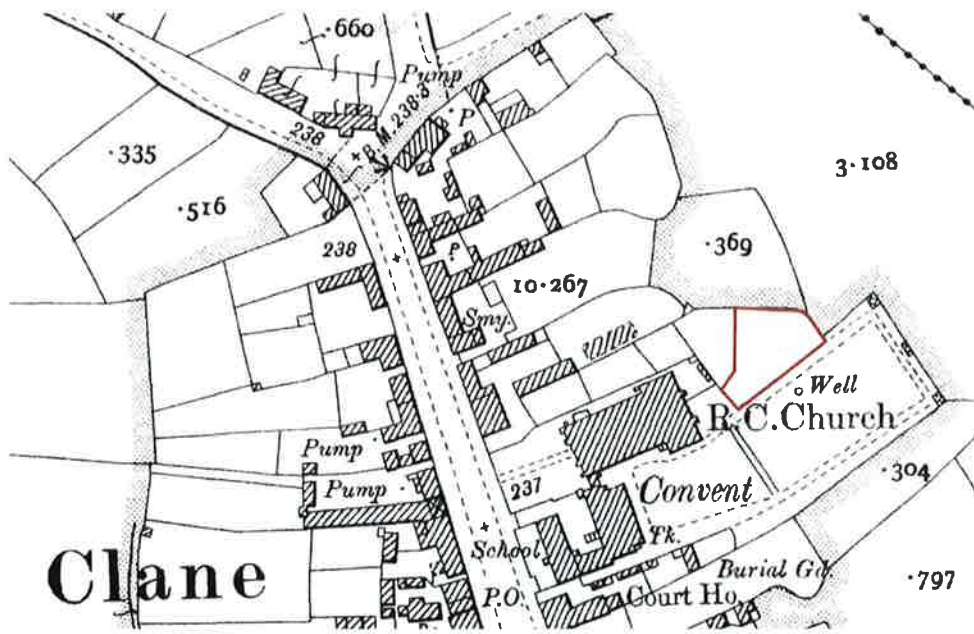 ·660
Pump
8
238
B.M. 238·3
P
·335
3·108
·516
238
P
·369
10·267
Smy.
Well
R.C. Church
Pump
·304
237
Convent
Pump
School
Tk.
Clane
Burial Gd.
·797
P.O.
Court Ho.